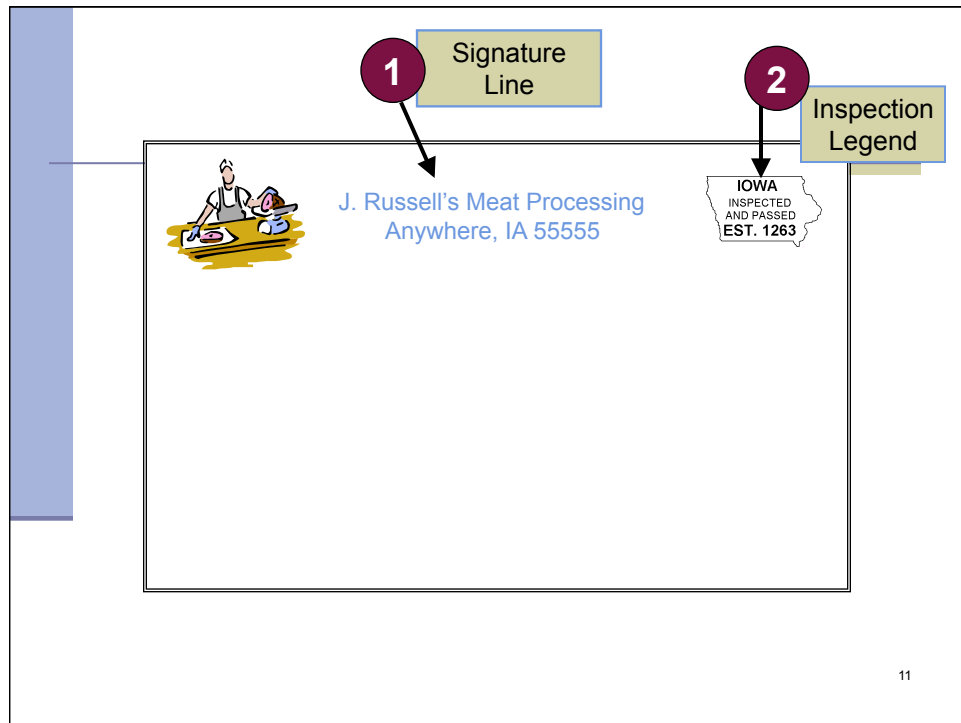 1
Signature
Line
2
Inspection
Legend
J. Russell's Meat Processing
Anywhere, IA 55555
IOWA
INSPECTED
AND PASSED
EST. 1263
11